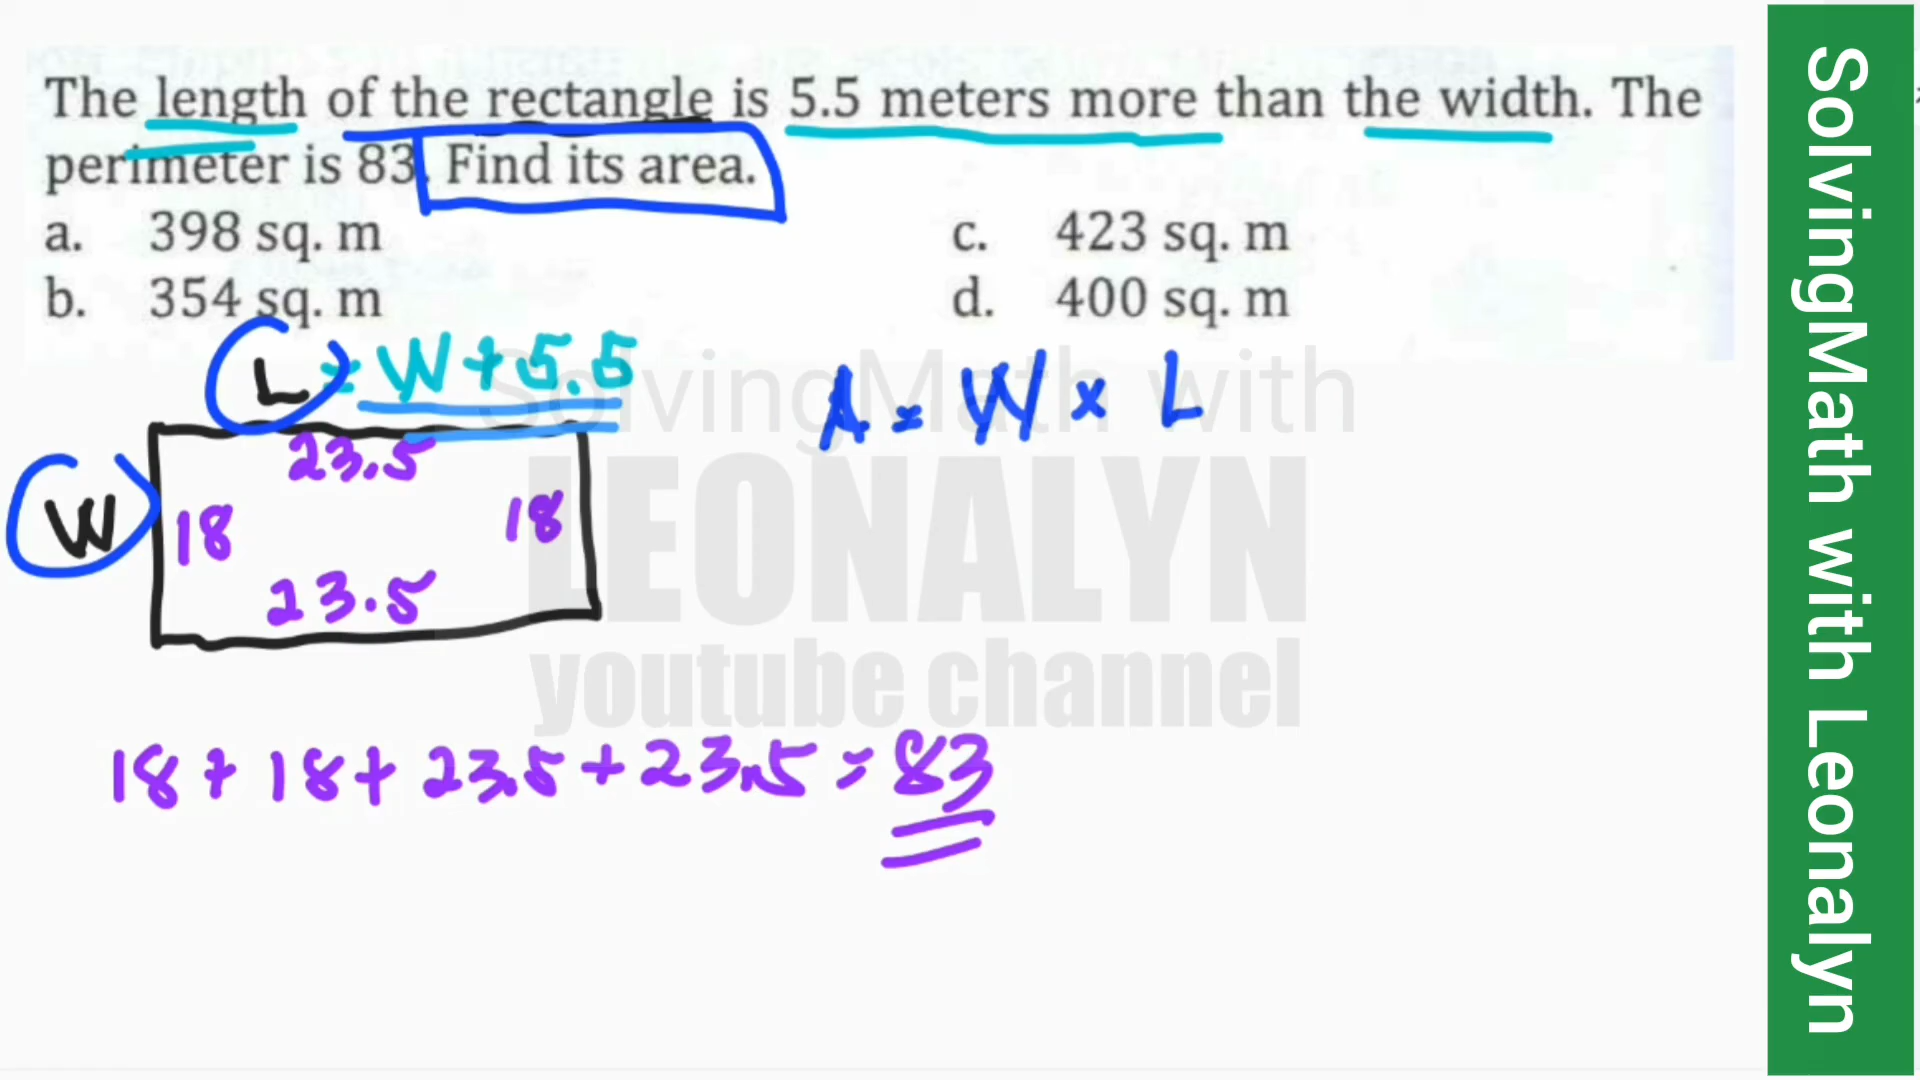 The length of the rectangle is 5.5 meters more than the width. The
perimeter is 83. Find its area.
a. 398 sq. m
c. 423 sq. m
b. 354 sq. m
d. 400 sq. m
L = W + 5.5
A = W × L
23.5
W
18
18
23.5
18 + 18 + 23.5 + 23.5 = 83
SolvingMath with
LEONALYN
youtube channel
SolvingMath with Leonalyn